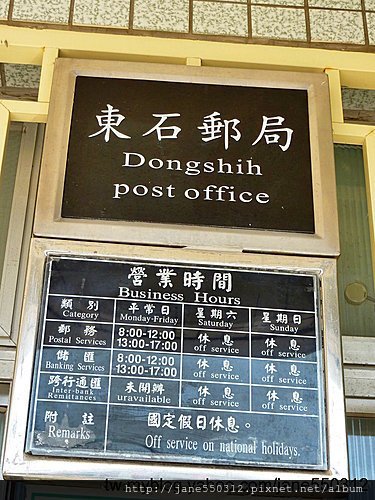 東石郵局
Dongshih
post office
營業時間
Business Hours
類別 平常日 星期六 星期日
Category Monday-Friday Saturday Sunday
郵務 8:00-12:00 休息 休息
Postal Services 13:00-17:00 off service off service
儲匯 8:00-12:00 休息 休息
Banking Services 13:00-17:00 off service off service
跨行通匯 未開辦 休息 休息
Inter-bank Remittances uravailable off service off service
附註 國定假日休息。
Remarks Off service on national holidays.
http://jane550312.pixnet.net/album